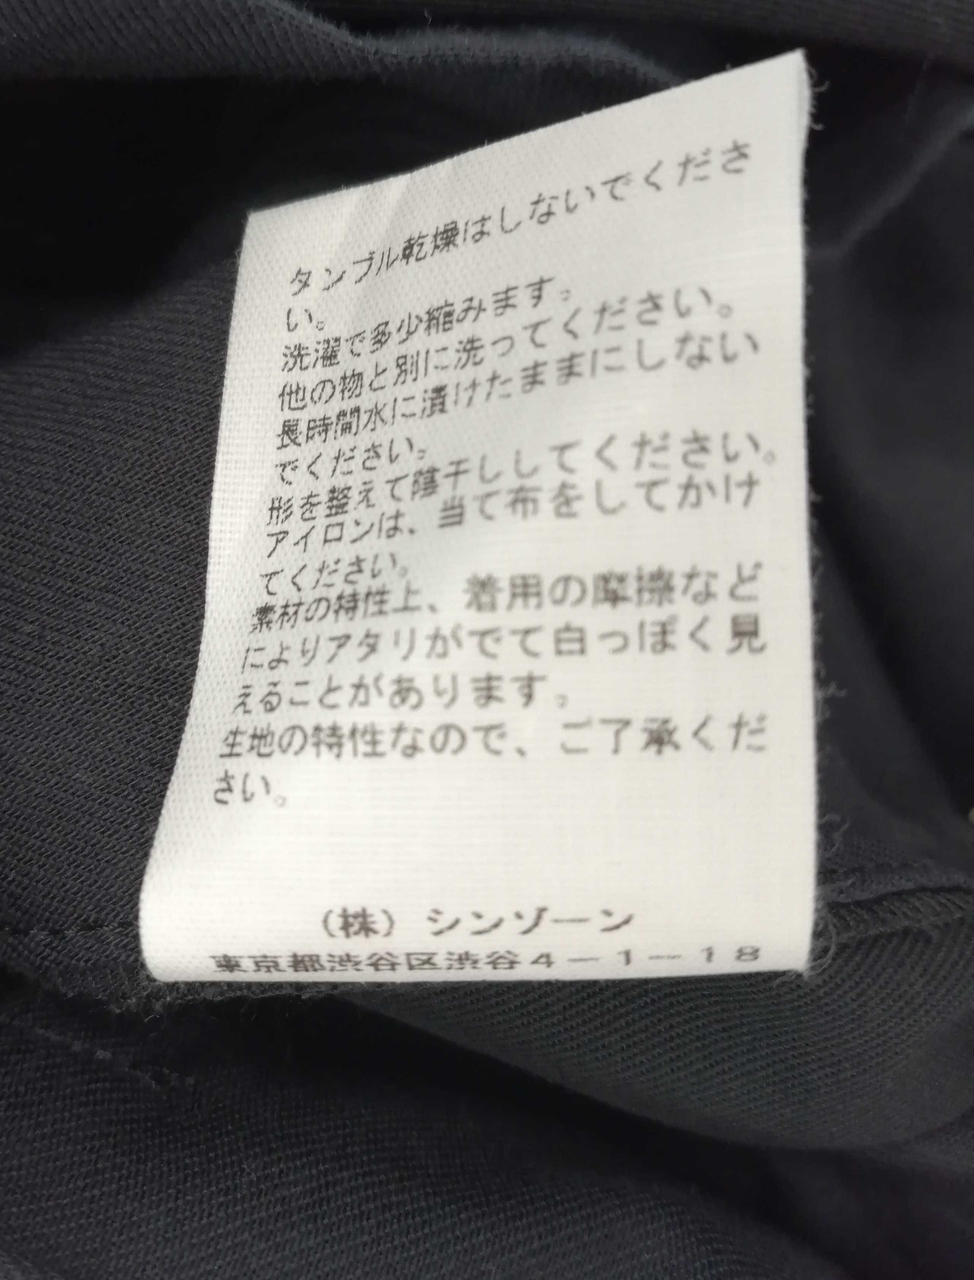 タンブル乾燥はしないでくださ
い。
洗濯で多少縮みます。
他の物と別に洗ってください。
長時間水に漬けたままにしない
でください。
形を整えて陰干ししてください。
アイロンは、当て布をしてかけ
てください。
素材の特性上、着用の摩擦など
によりアタリがでて白っぽく見
えることがあります。
生地の特性なので、ご了承くだ
さい。
（株）シンゾーン
東京都渋谷区渋谷４－１－１８